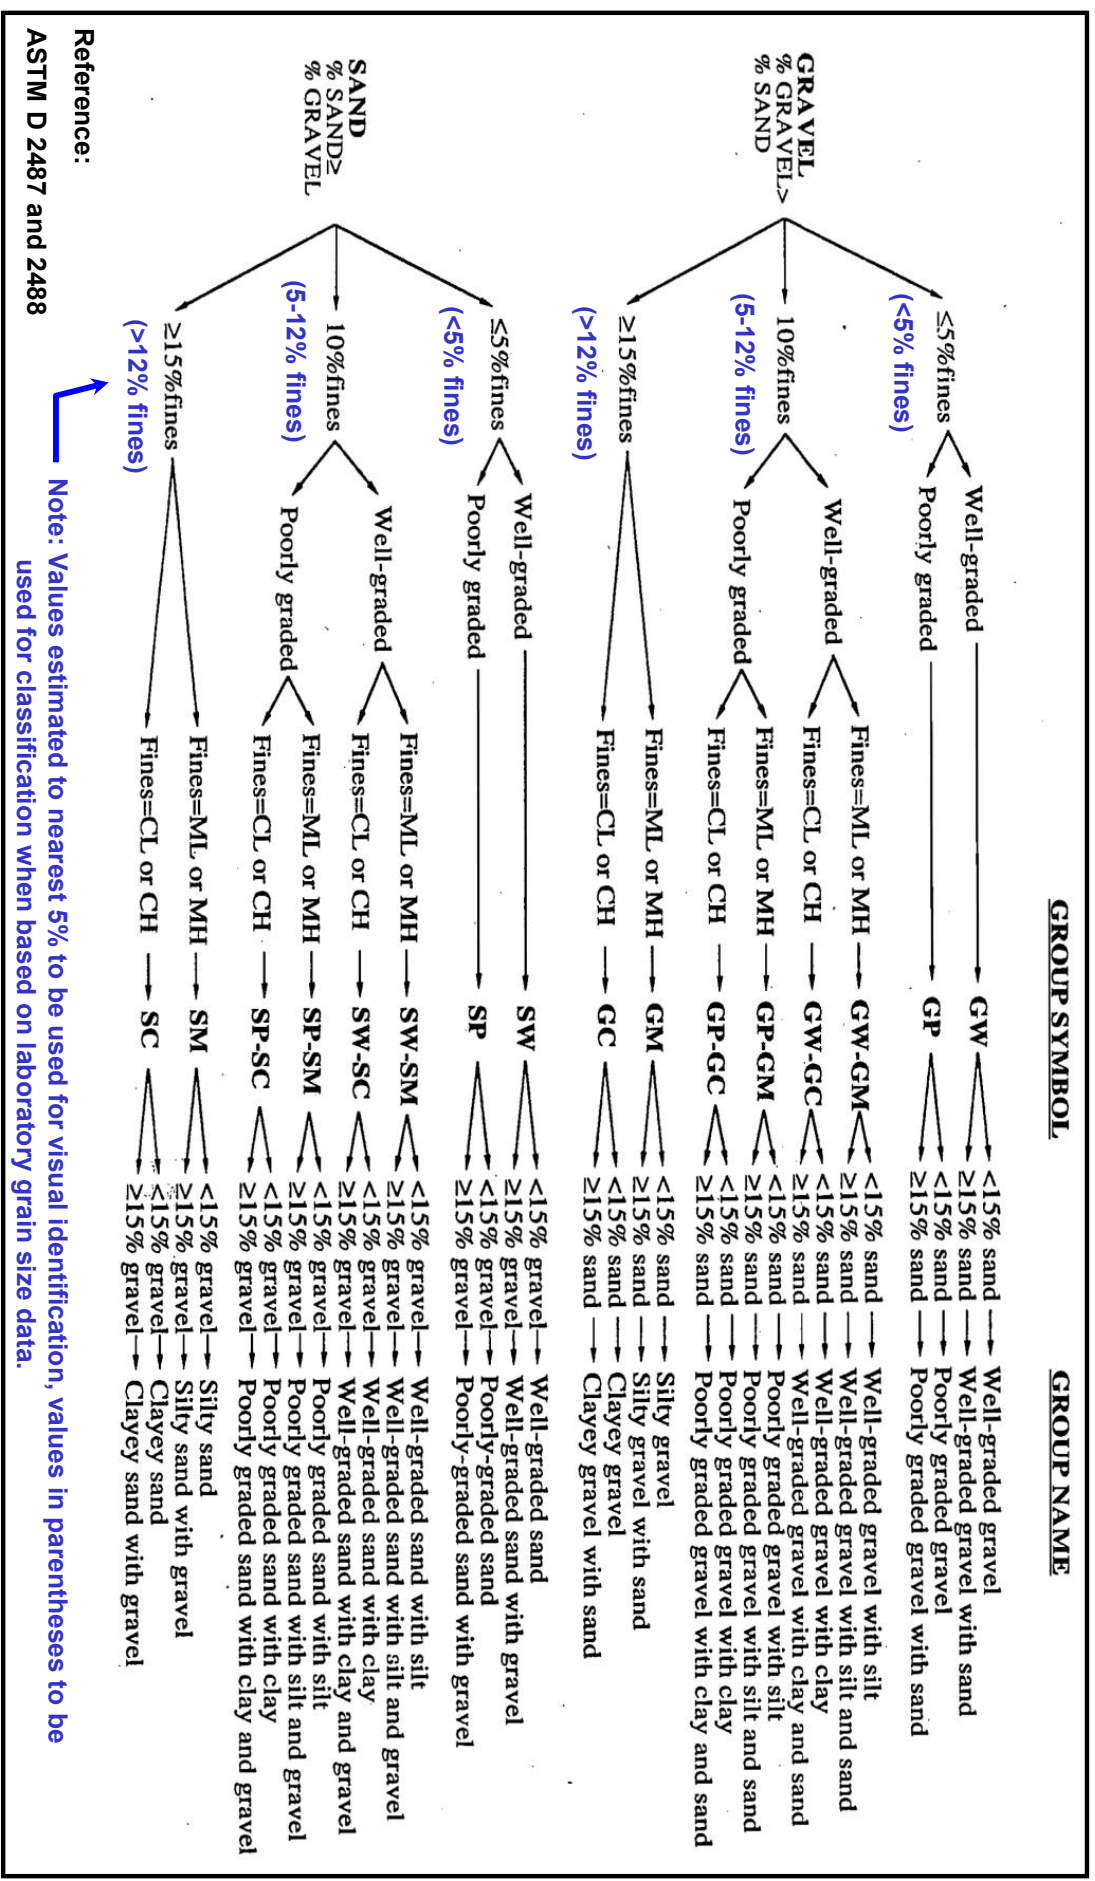 GROUP SYMBOL GROUP NAME
GRAVEL
% GRAVEL>
% SAND
≤5%fines
(<5% fines)
Well-graded GW <15% sand Well-graded gravel
≥15% sand Well-graded gravel with sand
Poorly graded GP <15% sand Poorly graded gravel
≥15% sand Poorly graded gravel with sand
10%fines
(5-12% fines)
Well-graded Fines=ML or MH GW-GM <15% sand Well-graded gravel with silt
≥15% sand Well-graded gravel with silt and sand
Fines=CL or CH GW-GC <15% sand Well-graded gravel with clay
≥15% sand Well-graded gravel with clay and sand
Poorly graded Fines=ML or MH GP-GM <15% sand Poorly graded gravel with silt
≥15% sand Poorly graded gravel with silt and sand
Fines=CL or CH GP-GC <15% sand Poorly graded gravel with clay
≥15% sand Poorly graded gravel with clay and sand
≥15%fines
(>12% fines)
Fines=ML or MH GM <15% sand Silty gravel
≥15% sand Silty gravel with sand
Fines=CL or CH GC <15% sand Clayey gravel
≥15% sand Clayey gravel with sand
SAND
% SAND≥
% GRAVEL
≤5%fines
(<5% fines)
Well-graded SW <15% gravel Well-graded sand
≥15% gravel Well-graded sand with gravel
Poorly graded SP <15% gravel Poorly-graded sand
≥15% gravel Poorly-graded sand with gravel
10%fines
(5-12% fines)
Well-graded Fines=ML or MH SW-SM <15% gravel Well-graded sand with silt
≥15% gravel Well-graded sand with silt and gravel
Fines=CL or CH SW-SC <15% gravel Well-graded sand with clay
≥15% gravel Well-graded sand with clay and gravel
Poorly graded Fines=ML or MH SP-SM <15% gravel Poorly graded sand with silt
≥15% gravel Poorly graded sand with silt and gravel
Fines=CL or CH SP-SC <15% gravel Poorly graded sand with clay
≥15% gravel Poorly graded sand with clay and gravel
≥15%fines
(>12% fines)
Fines=ML or MH SM <15% gravel Silty sand
≥15% gravel Silty sand with gravel
Fines=CL or CH SC <15% gravel Clayey sand
≥15% gravel Clayey sand with gravel
Reference:
ASTM D 2487 and 2488
Note: Values estimated to nearest 5% to be used for visual identification, values in parentheses to be
used for classification when based on laboratory grain size data.